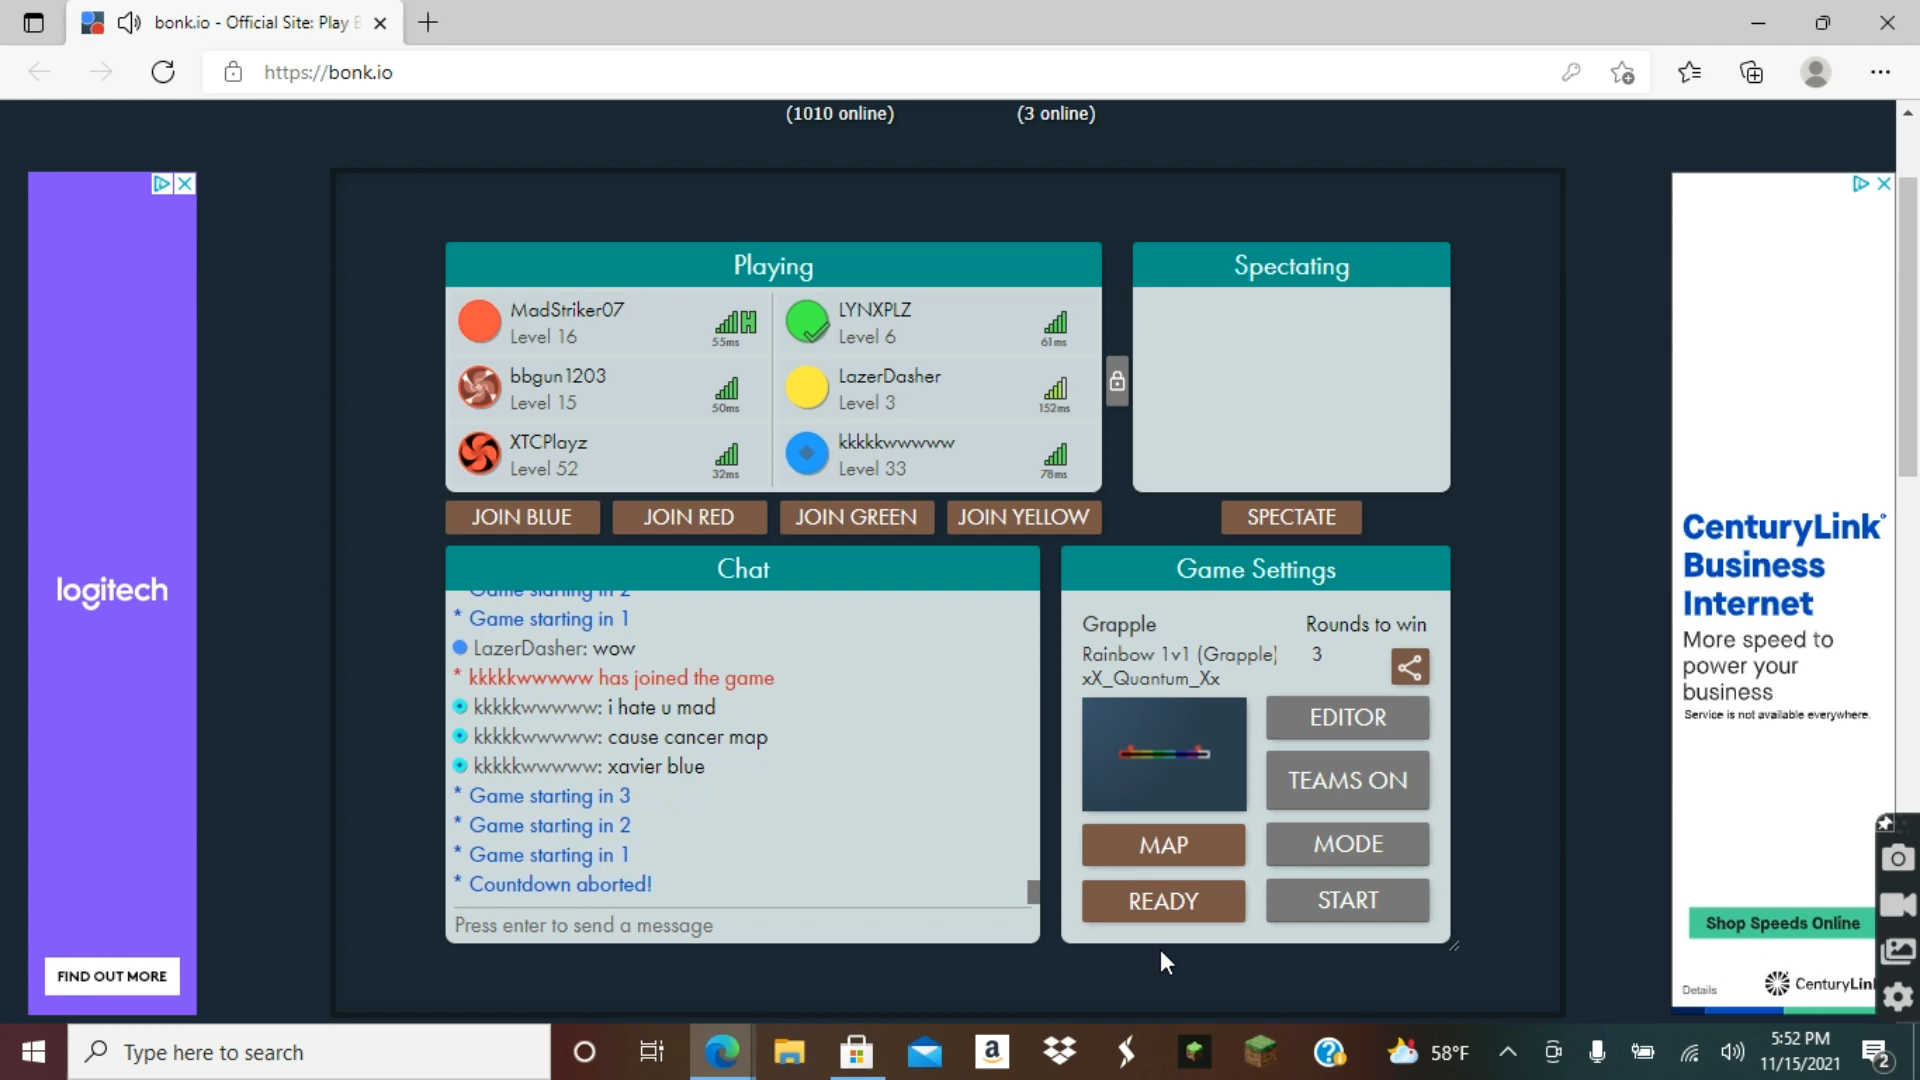 bonk.io - Official Site: Play B
https://bonk.io
(1010 online)
(3 online)
logitech
FIND OUT MORE
Playing
MadStriker07
Level 16
55ms
H
LYNXPLZ
Level 6
61ms
bbgun1203
Level 15
50ms
LazerDasher
Level 3
152ms
XTCPlayz
Level 52
32ms
kkkkkwwwww
Level 33
78ms
Spectating
JOIN BLUE
JOIN RED
JOIN GREEN
JOIN YELLOW
SPECTATE
Chat
* Game starting in 2
* Game starting in 1
LazerDasher: wow
* kkkkkwwwww has joined the game
kkkkkwwwww: i hate u mad
kkkkkwwwww: cause cancer map
kkkkkwwwww: xavier blue
* Game starting in 3
* Game starting in 2
* Game starting in 1
* Countdown aborted!
Press enter to send a message
Game Settings
Grapple
Rounds to win
Rainbow 1v1 (Grapple)
3
xX_Quantum_Xx
EDITOR
TEAMS ON
MAP
MODE
READY
START
CenturyLink
Business
Internet
More speed to
power your
business
Service is not available everywhere.
Shop Speeds Online
Details
CenturyLin
Type here to search
a
58°F
5:52 PM
11/15/2021
2